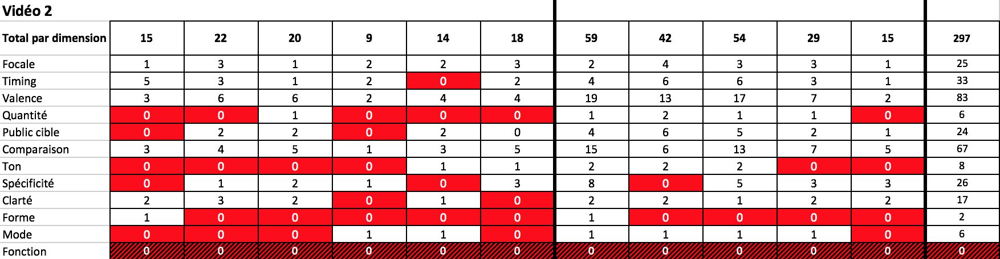 Vidéo 2
Total par dimension 15 22 20 9 14 18 59 42 54 29 15 297
Focale 1 3 1 2 2 3 2 4 3 3 1 25
Timing 5 3 1 2 0 2 4 6 6 3 1 33
Valence 3 6 6 2 4 4 19 13 17 7 2 83
Quantité 0 0 1 0 0 0 1 2 1 1 0 6
Public cible 0 2 2 0 2 0 4 6 5 2 1 24
Comparaison 3 4 5 1 3 5 15 6 13 7 5 67
Ton 0 0 0 0 1 1 2 2 2 0 0 8
Spécificité 0 1 2 1 0 3 8 0 5 3 3 26
Clarté 2 3 2 0 1 0 2 2 1 2 2 17
Forme 1 0 0 0 0 0 1 0 0 0 0 2
Mode 0 0 0 1 1 0 1 1 1 1 0 6
Fonction 0 0 0 0 0 0 0 0 0 0 0 0